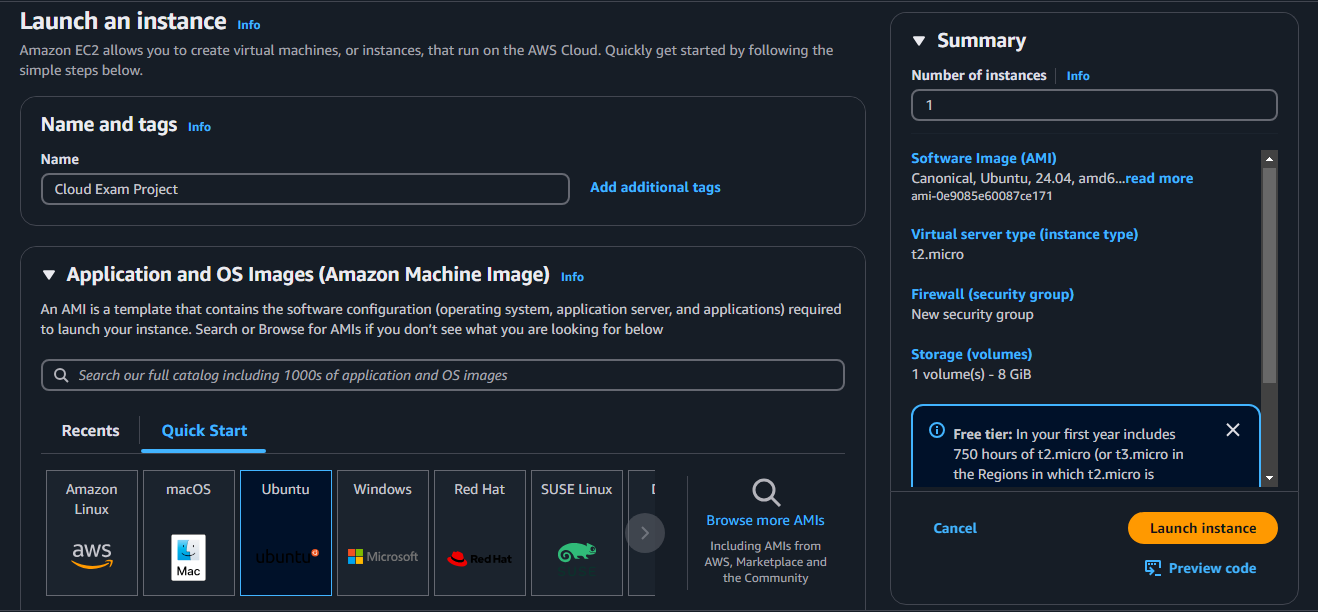 Launch an instance Info
Amazon EC2 allows you to create virtual machines, or instances, that run on the AWS Cloud. Quickly get started by following the
simple steps below.
Name and tags Info
Name
Cloud Exam Project
Add additional tags
Application and OS Images (Amazon Machine Image) Info
An AMI is a template that contains the software configuration (operating system, application server, and applications) required
to launch your instance. Search or Browse for AMIs if you don't see what you are looking for below
Search our full catalog including 1000s of application and OS images
Recents
Quick Start
Amazon
Linux
aws
macOS
Mac
Ubuntu
ubuntu
Windows
Microsoft
Red Hat
Red Hat
SUSE Linux
Browse more AMIs
Including AMIs from
AWS, Marketplace and
the Community
Summary
Number of instances Info
1
Software Image (AMI)
Canonical, Ubuntu, 24.04, amd6...read more
ami-0e9085e60087ce171
Virtual server type (instance type)
t2.micro
Firewall (security group)
New security group
Storage (volumes)
1 volume(s) - 8 GiB
Free tier: In your first year includes
750 hours of t2.micro (or t3.micro in
the Regions in which t2.micro is
Cancel
Launch instance
Preview code